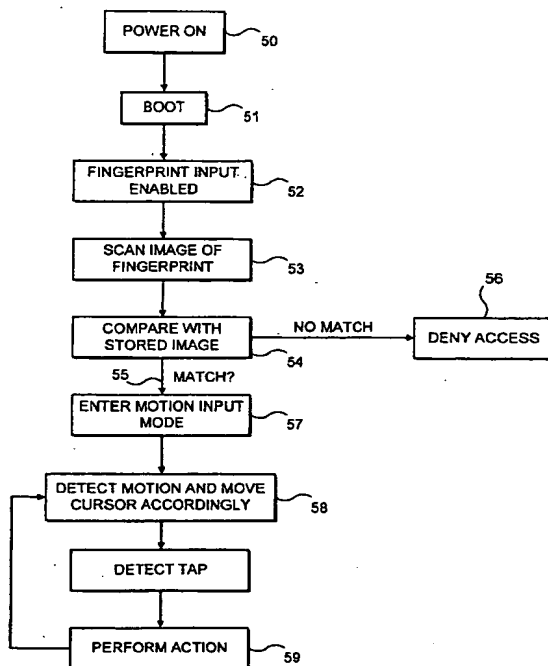 POWER ON
50
BOOT
51
FINGERPRINT INPUT
ENABLED
52
SCAN IMAGE OF
FINGERPRINT
53
56
COMPARE WITH
STORED IMAGE
54
NO MATCH
DENY ACCESS
55
MATCH?
ENTER MOTION INPUT
MODE
57
DETECT MOTION AND MOVE
CURSOR ACCORDINGLY
58
DETECT TAP
PERFORM ACTION
59